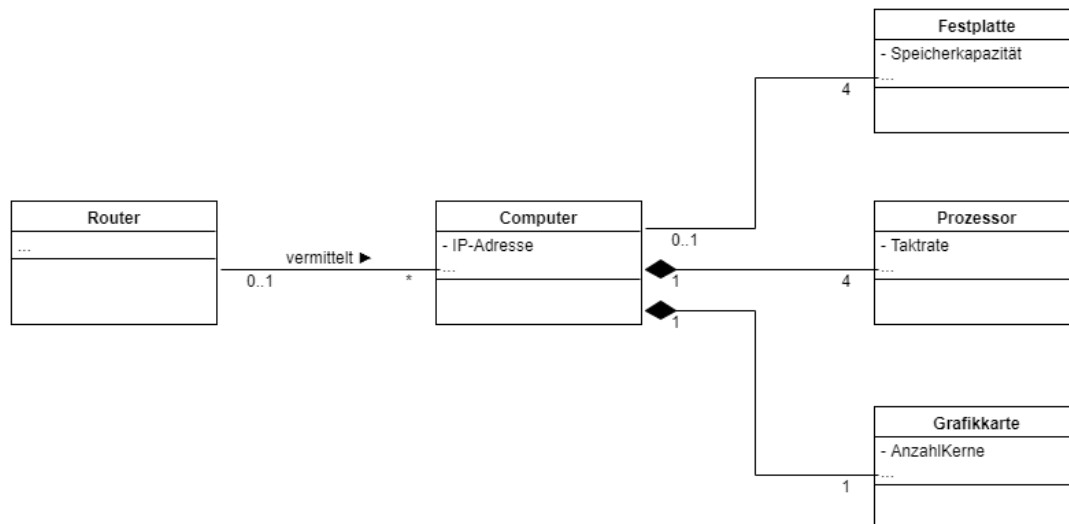 Festplatte
- Speicherkapazität
...
4
Router
...
vermittelt ►
0..1
*
Computer
- IP-Adresse
...
0..1
1
1
Prozessor
- Taktrate
...
4
Grafikkarte
- AnzahlKerne
...
1